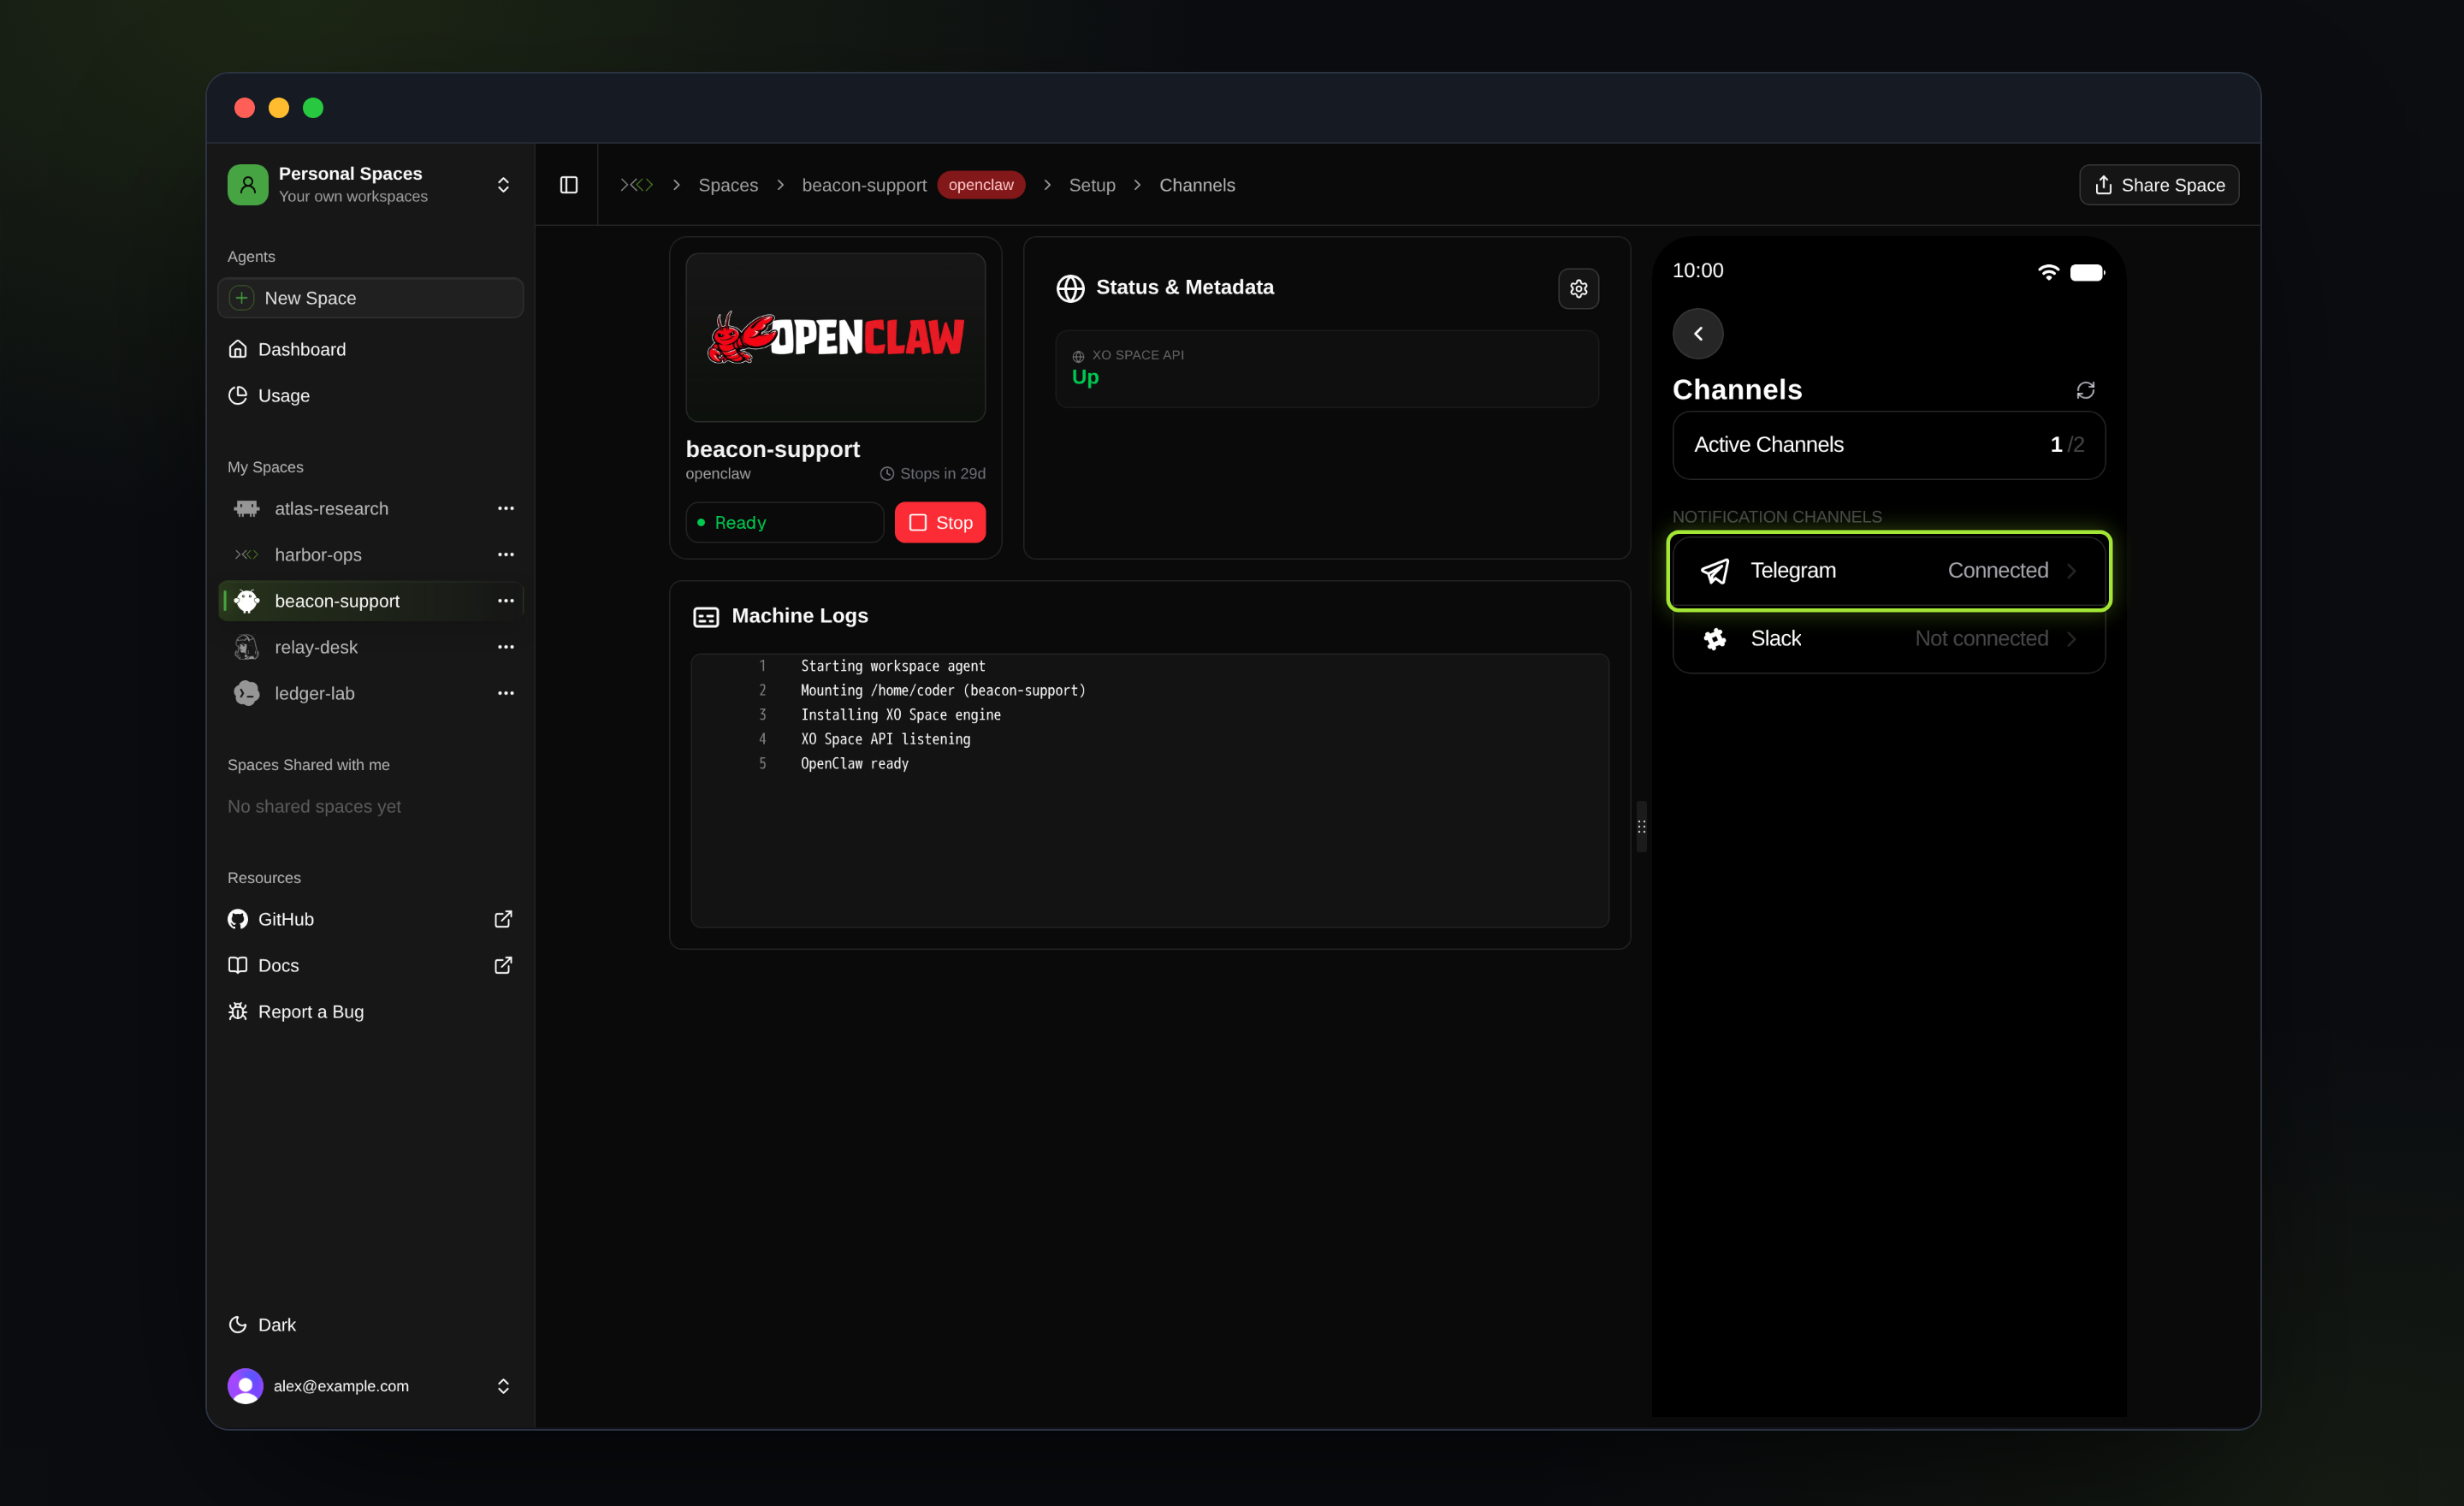 Personal Spaces
Your own workspaces
Agents
New Space
Dashboard
Usage
My Spaces
atlas-research
harbor-ops
beacon-support
relay-desk
ledger-lab
Spaces Shared with me
No shared spaces yet
Resources
GitHub
Docs
Report a Bug
Dark
alex@example.com
Spaces
beacon-support openclaw
Setup
Channels
Share Space
OPENCLAW
beacon-support
openclaw
Stops in 29d
Ready
Stop
Status & Metadata
XO SPACE API
Up
Machine Logs
1 Starting workspace agent
2 Mounting /home/coder (beacon-support)
3 Installing XO Space engine
4 XO Space API listening
5 OpenClaw ready
10:00
Channels
Active Channels 1 /2
NOTIFICATION CHANNELS
Telegram Connected
Slack Not connected